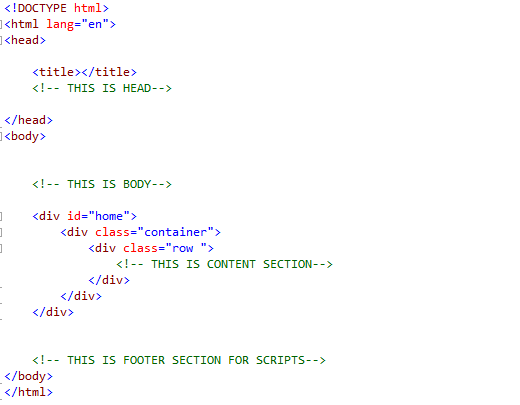 <!DOCTYPE html>
<html lang="en">
<head>
<title></title>
<!-- THIS IS HEAD-->
</head>
<body>
<!-- THIS IS BODY-->
<div id="home">
<div class="container">
<div class="row ">
<!-- THIS IS CONTENT SECTION-->
</div>
</div>
</div>
<!-- THIS IS FOOTER SECTION FOR SCRIPTS-->
</body>
</html>